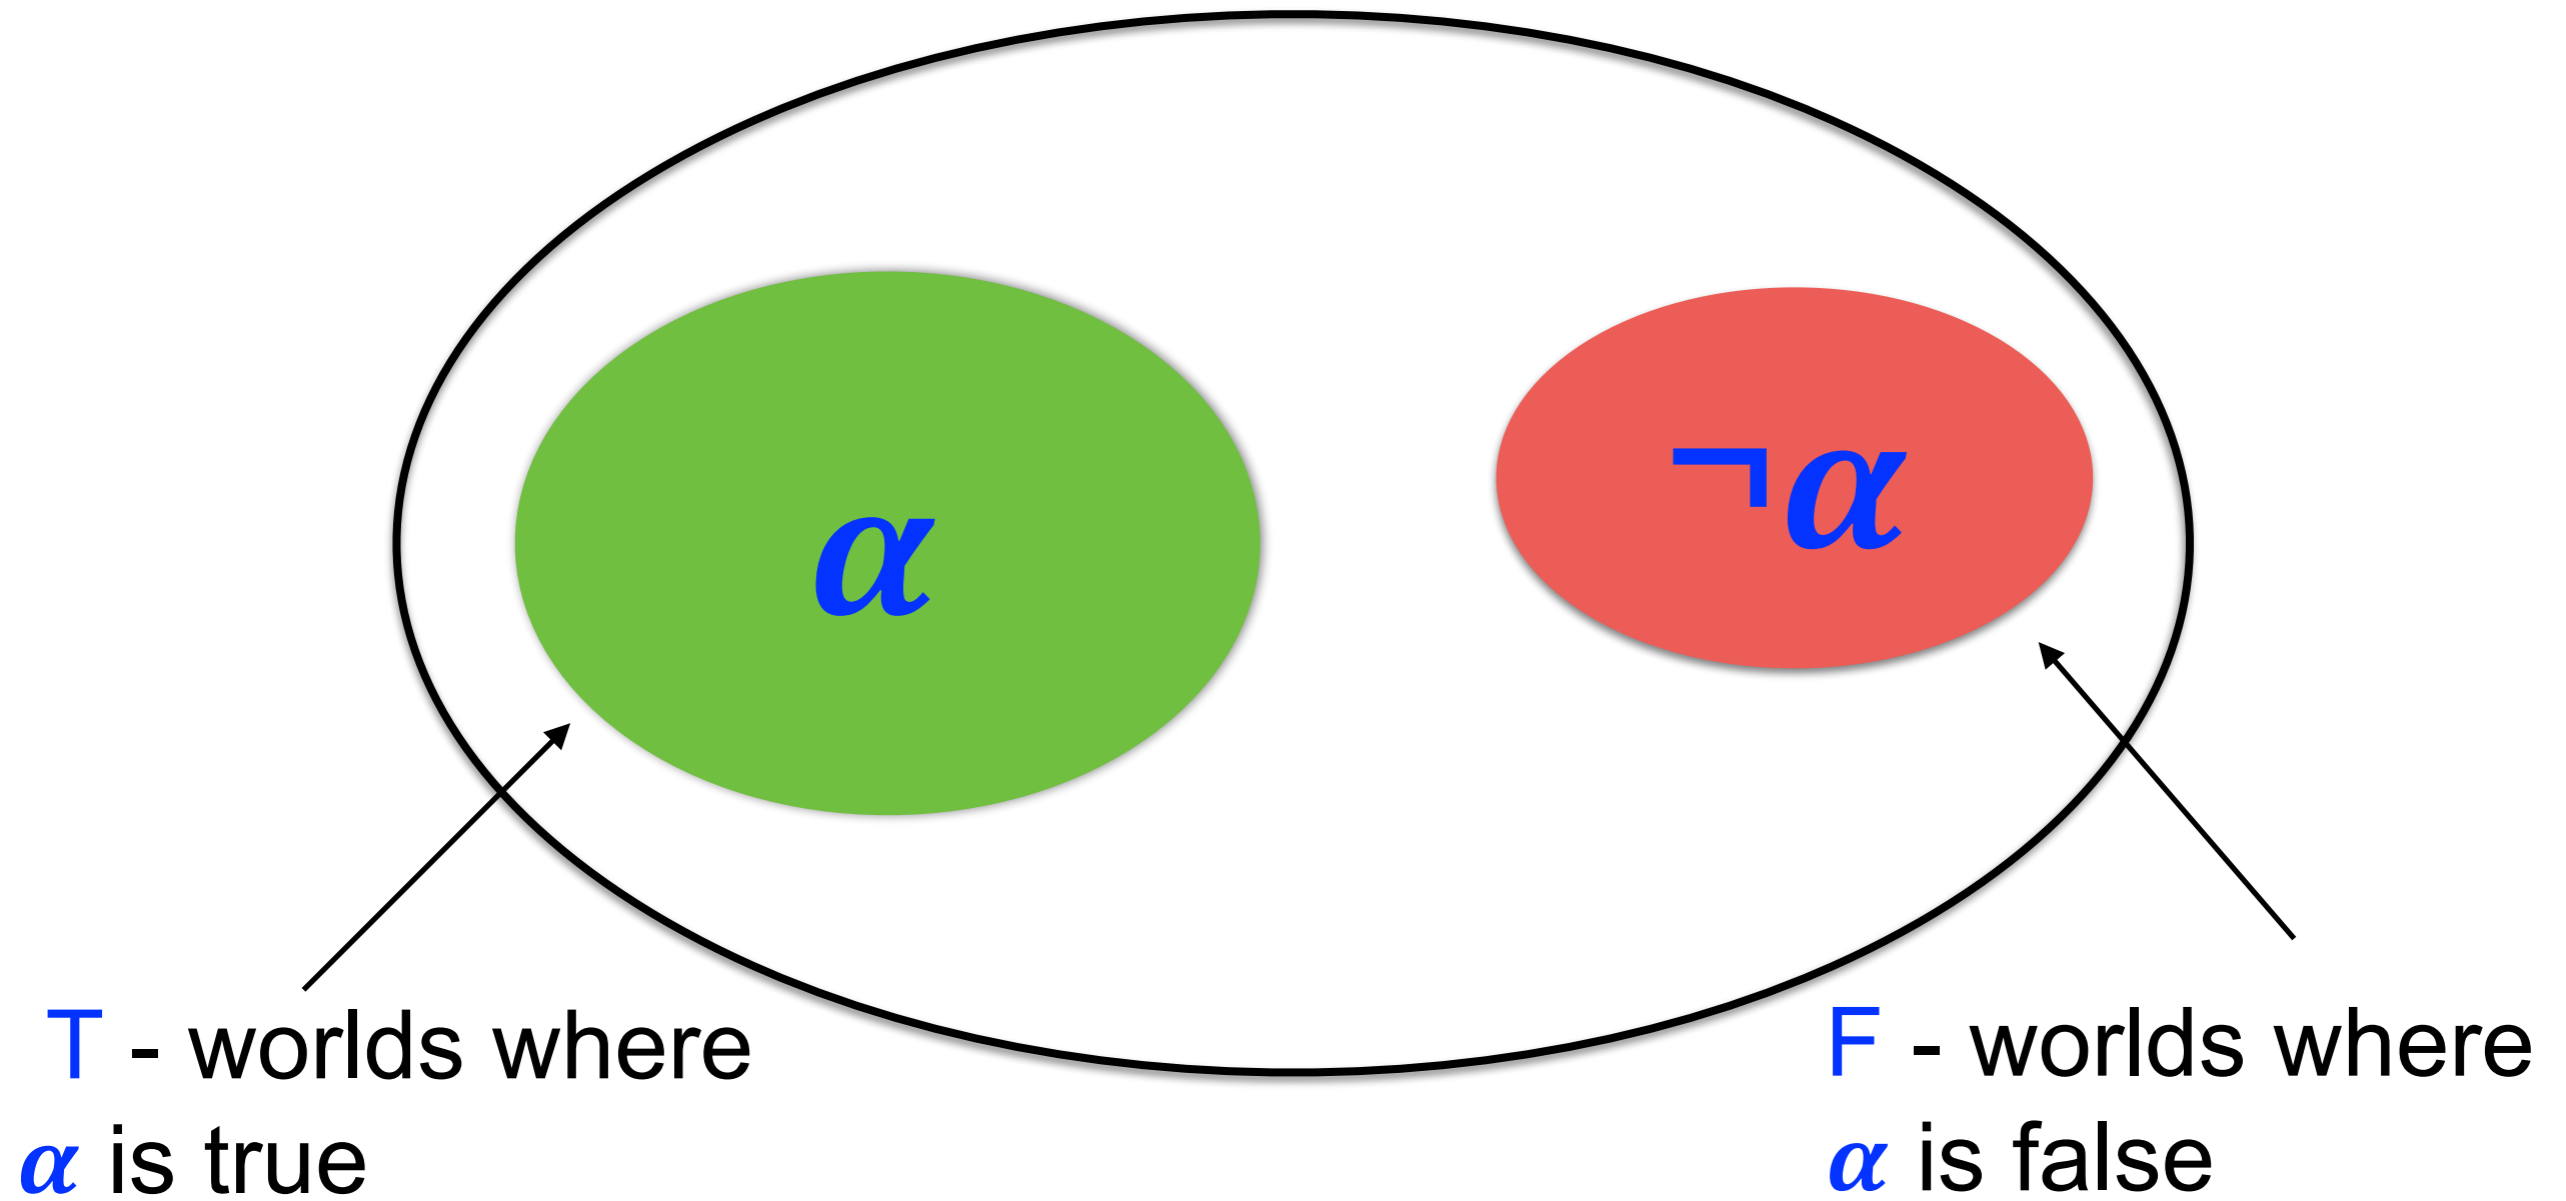 𝜶
¬𝜶
T - worlds where
𝜶 is true
F - worlds where
𝜶 is false